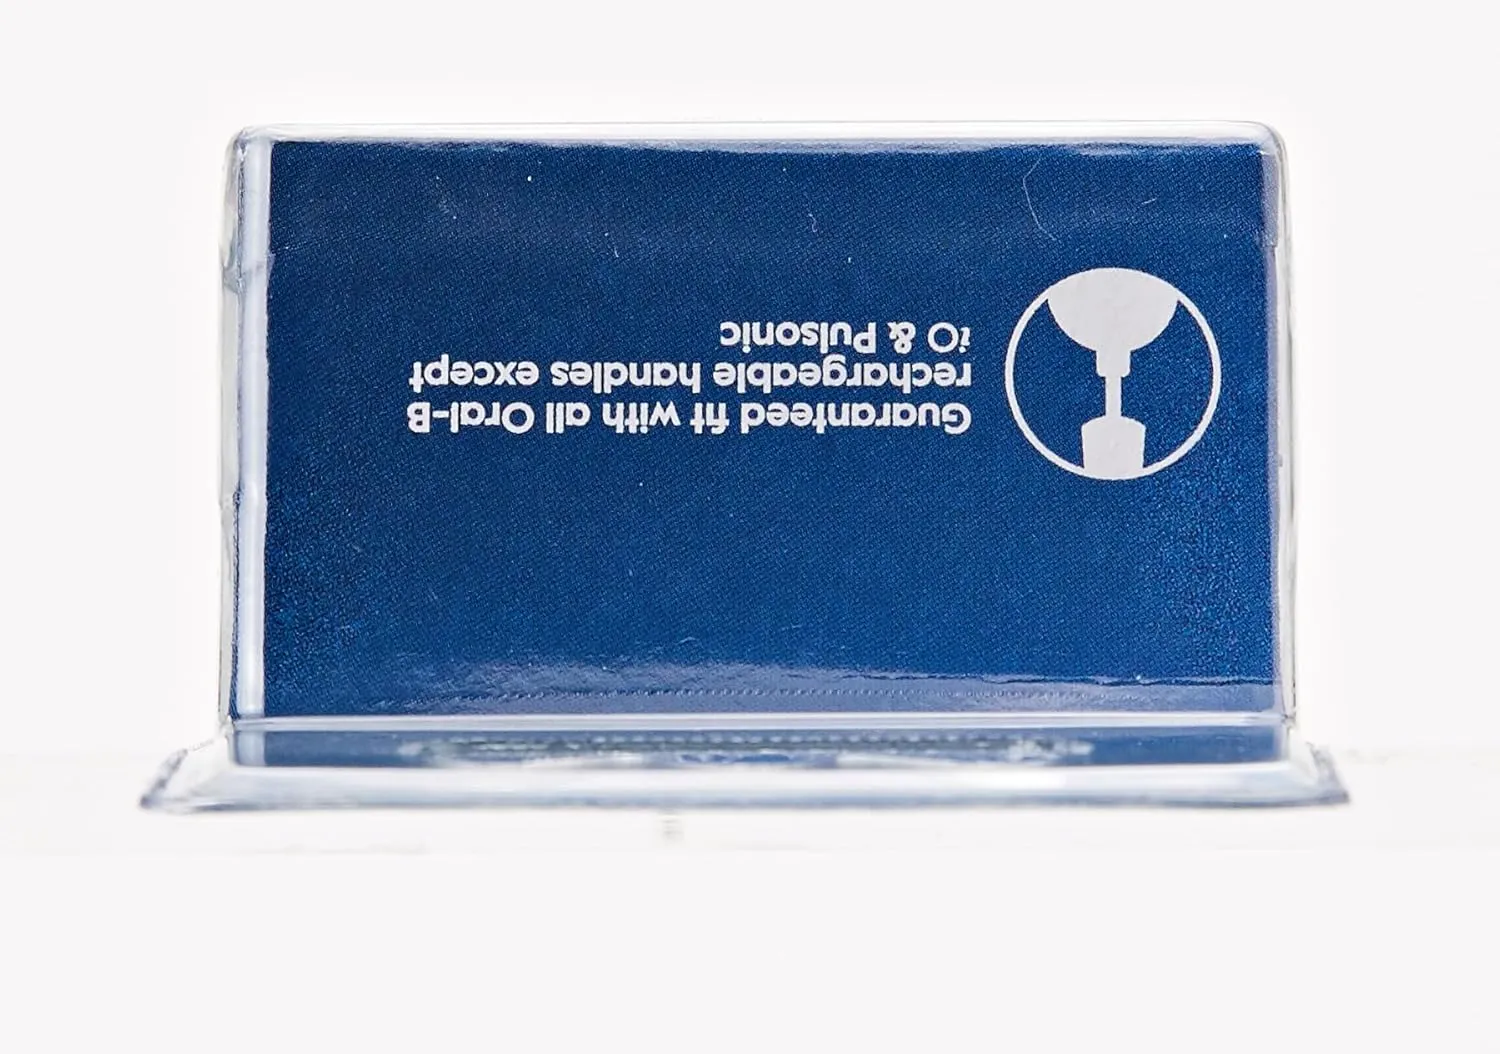 Guaranteed fit with all Oral-B
rechargeable handles except
iO & Pulsonic